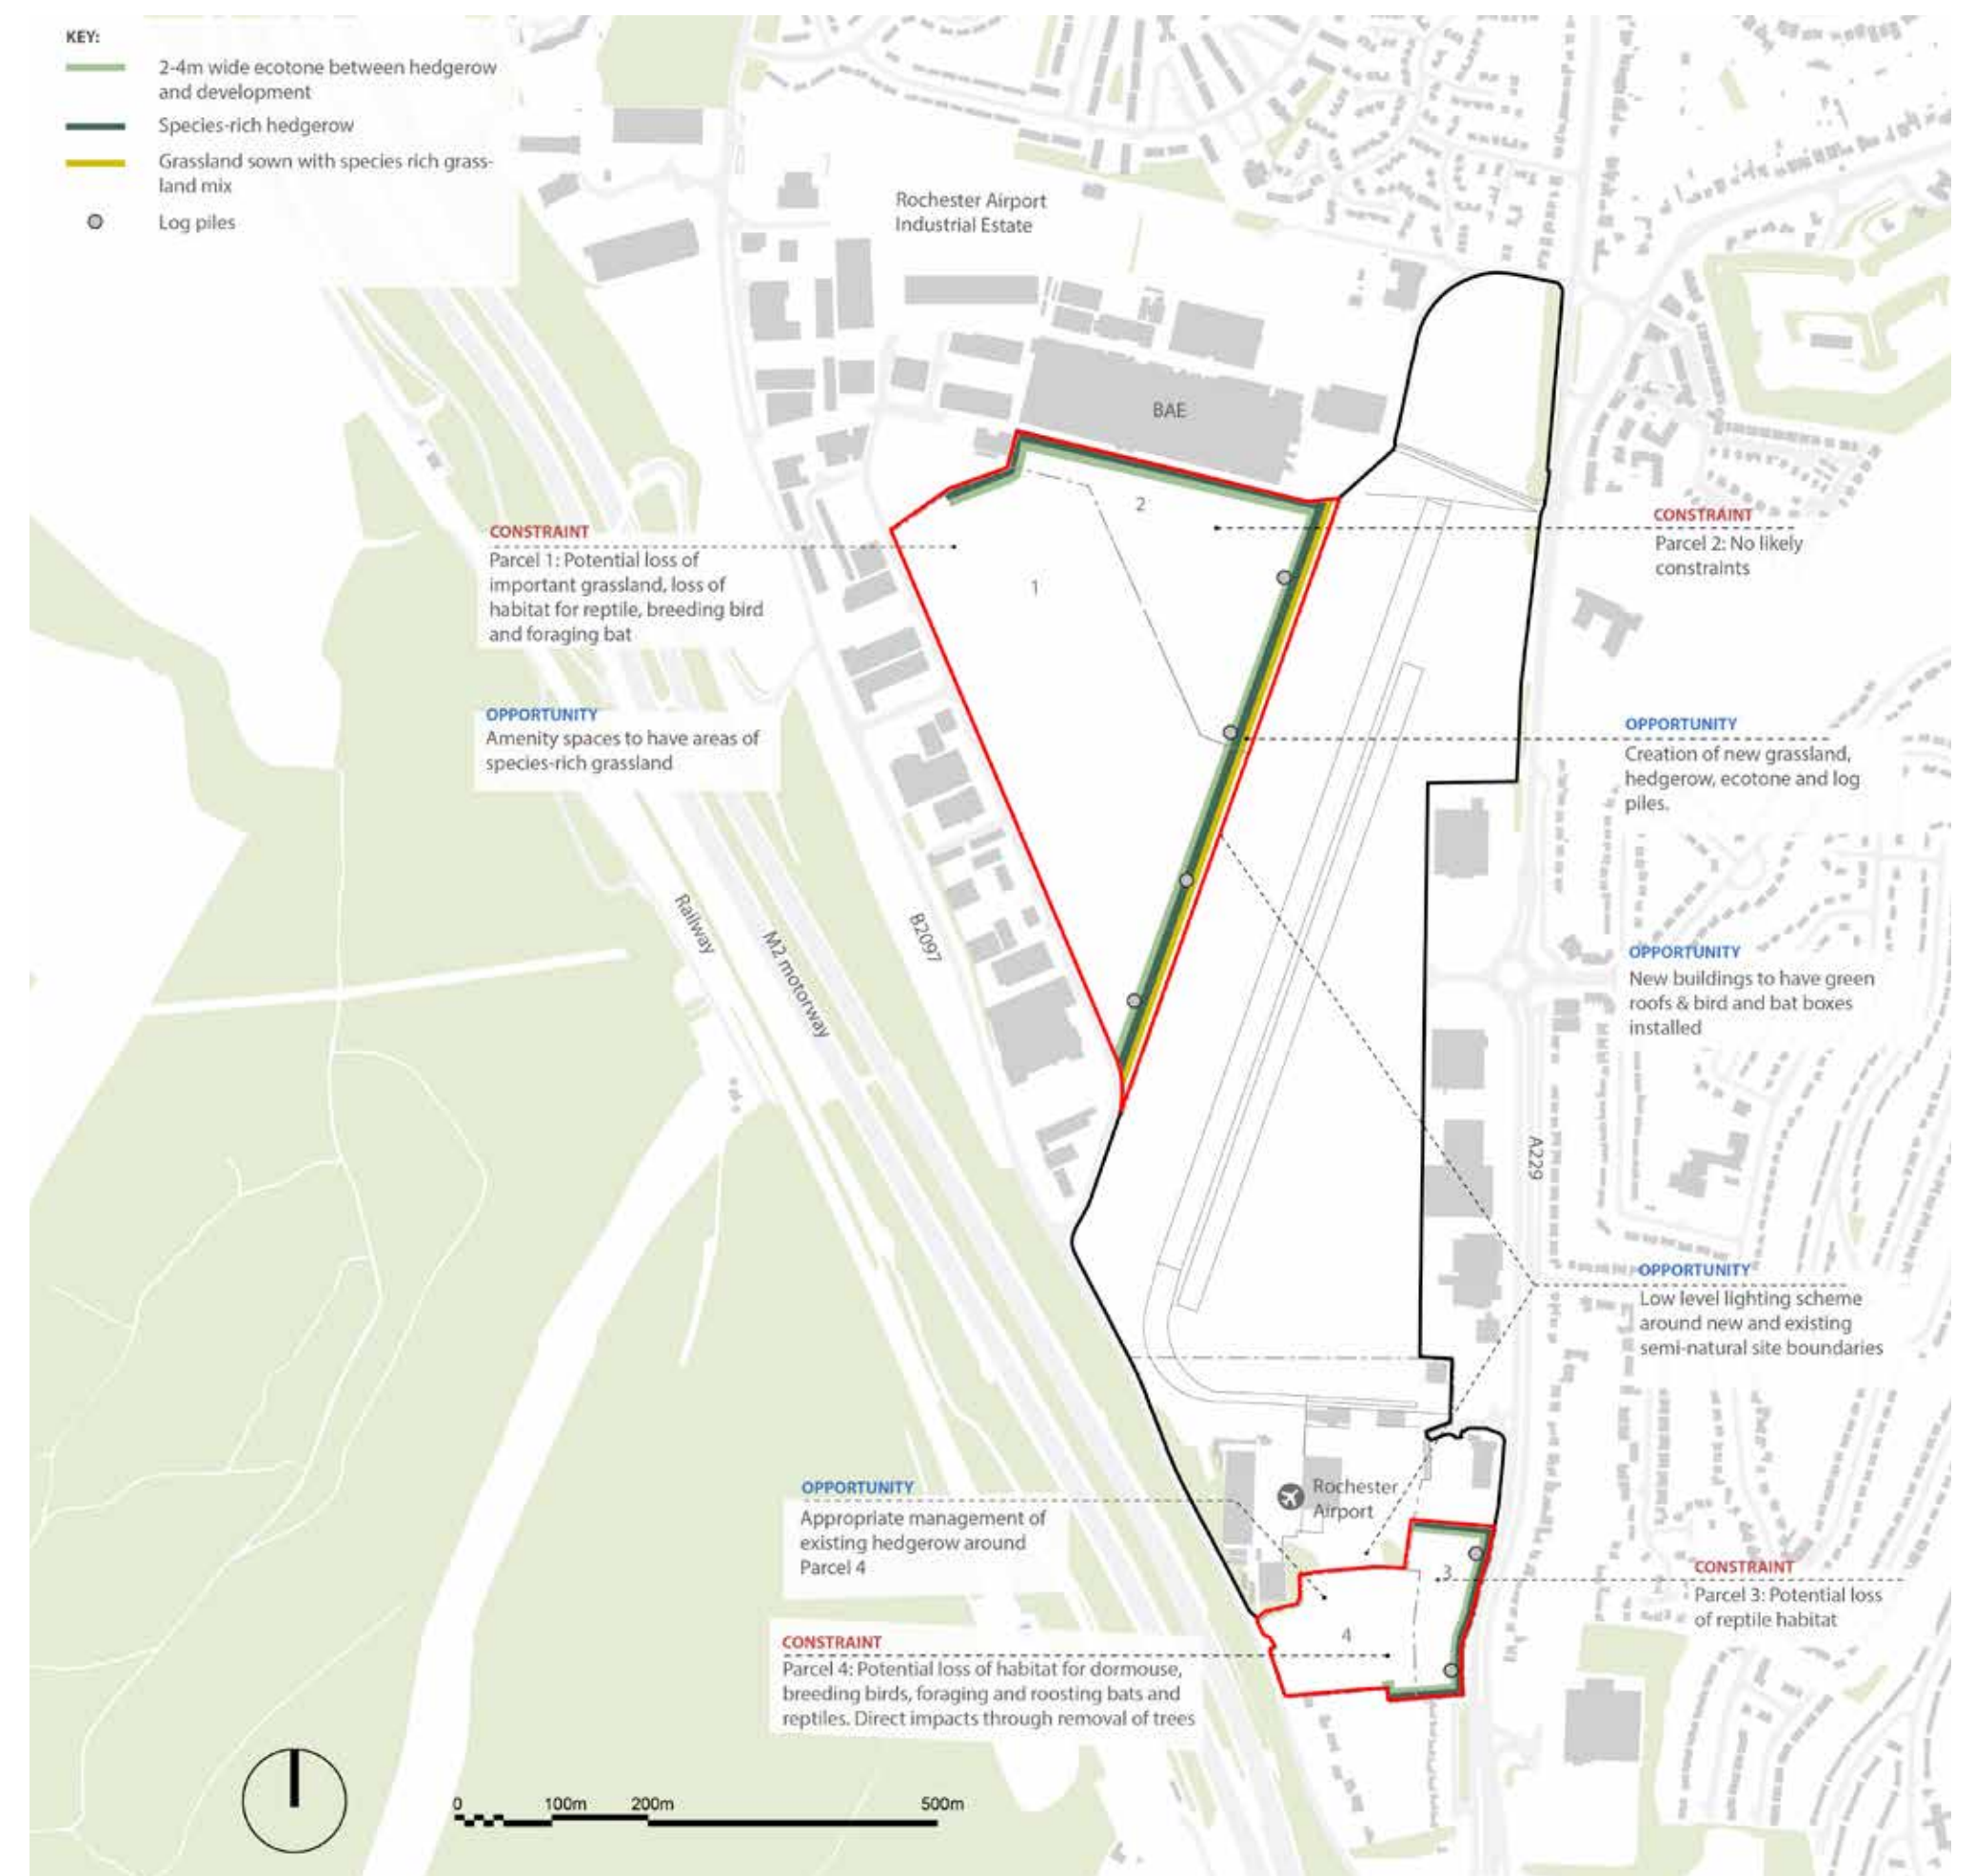 KEY:
2-4m wide ecotone between hedgerow
and development
Species-rich hedgerow
Grassland sown with species rich grass-
land mix
Log piles
Rochester Airport
Industrial Estate
BAE
CONSTRAINT
Parcel 1: Potential loss of
important grassland, loss of
habitat for reptile, breeding bird
and foraging bat
2
1
CONSTRAINT
Parcel 2: No likely
constraints
OPPORTUNITY
Amenity spaces to have areas of
species-rich grassland
OPPORTUNITY
Creation of new grassland,
hedgerow, ecotone and log
piles.
Railway
M2 motorway
B2097
OPPORTUNITY
New buildings to have green
roofs & bird and bat boxes
installed
A229
OPPORTUNITY
Low level lighting scheme
around new and existing
semi-natural site boundaries
OPPORTUNITY
Appropriate management of
existing hedgerow around
Parcel 4
Rochester
Airport
3
CONSTRAINT
Parcel 3: Potential loss
of reptile habitat
4
CONSTRAINT
Parcel 4: Potential loss of habitat for dormouse,
breeding birds, foraging and roosting bats and
reptiles. Direct impacts through removal of trees
0 100m 200m 500m